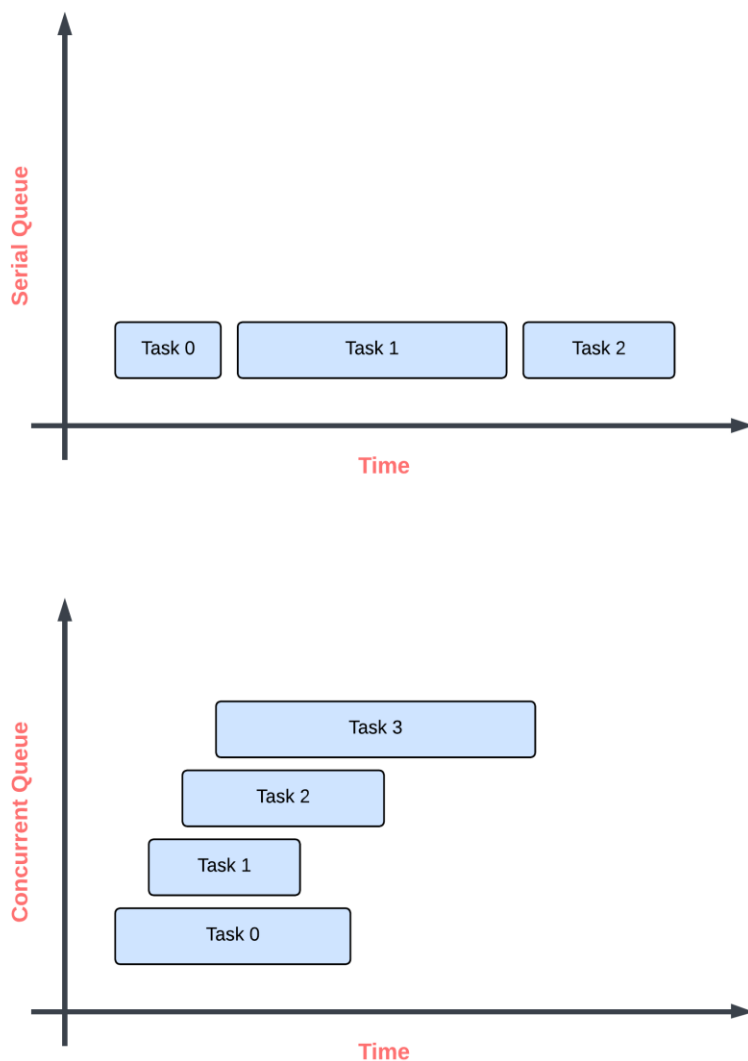 Serial Queue
Task 0
Task 1
Task 2
Time
Concurrent Queue
Task 3
Task 2
Task 1
Task 0
Time